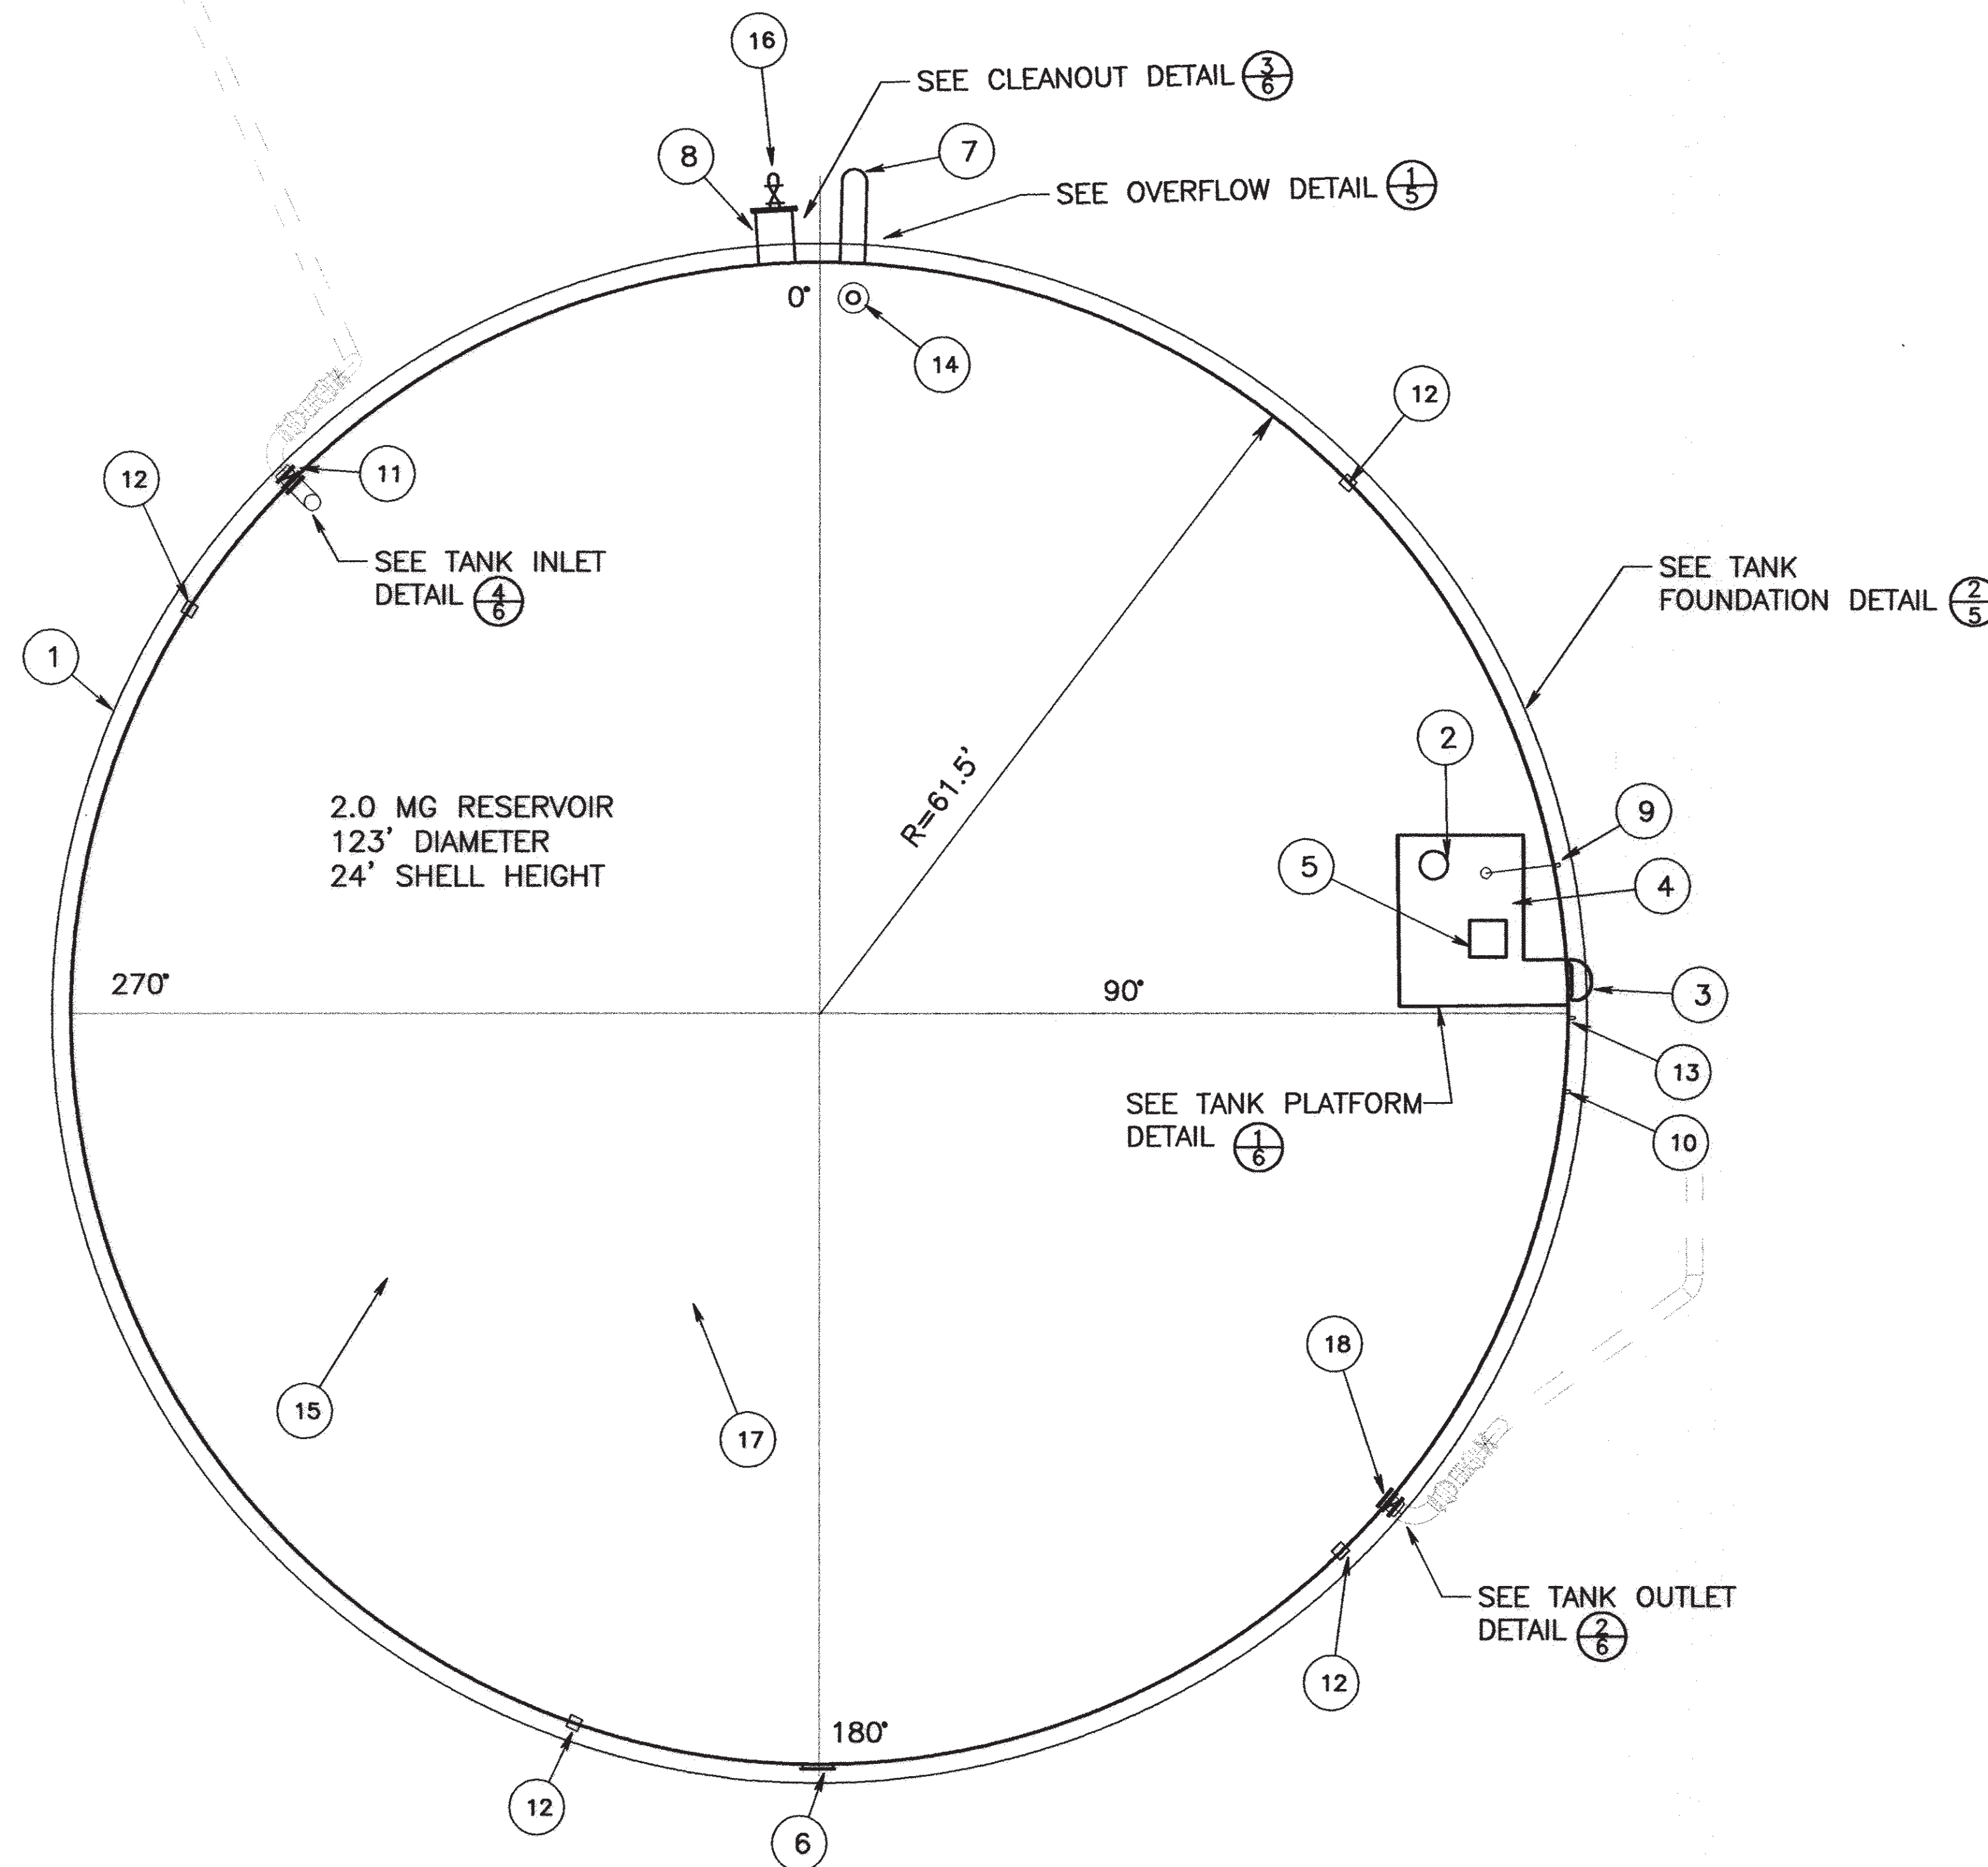 16
SEE CLEANOUT DETAIL 3/6
8
7
SEE OVERFLOW DETAIL 1/5
0°
14
12
12
11
SEE TANK INLET
DETAIL 4/6
SEE TANK
FOUNDATION DETAIL 2/5
1
2
R=61.5'
2.0 MG RESERVOIR
123' DIAMETER
24' SHELL HEIGHT
9
5
4
270°
90°
3
13
SEE TANK PLATFORM
DETAIL 1/6
10
18
15
17
SEE TANK OUTLET
DETAIL 2/6
12
180°
12
6